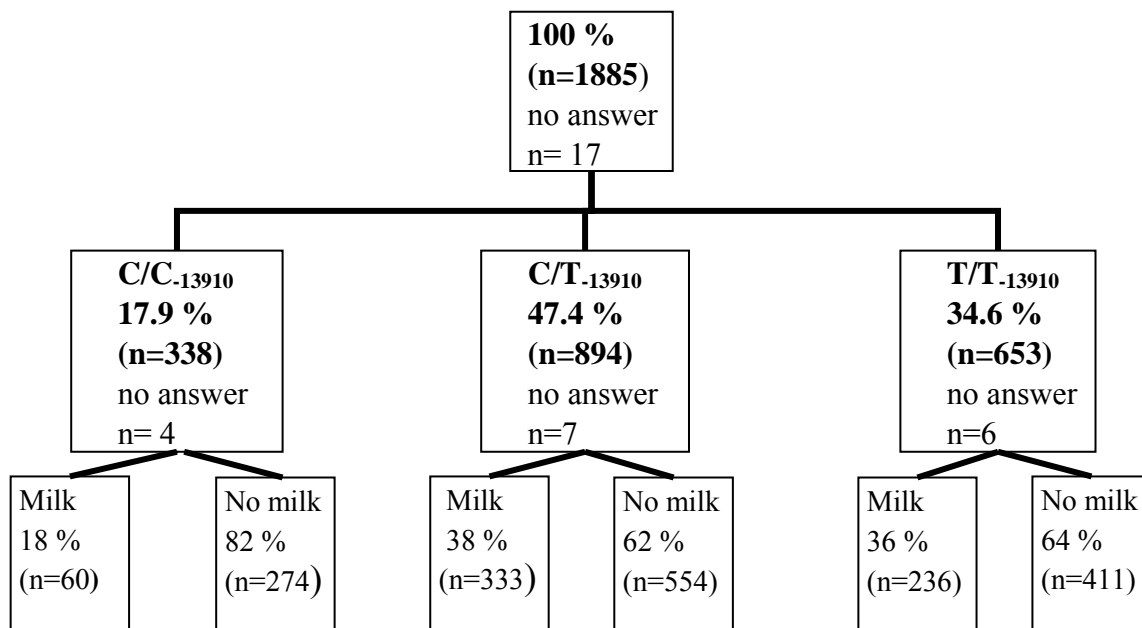 100 %
(n=1885)
no answer
n= 17
C/C-13910
17.9 %
(n=338)
no answer
n= 4
C/T-13910
47.4 %
(n=894)
no answer
n=7
T/T-13910
34.6 %
(n=653)
no answer
n=6
Milk
18 %
(n=60)
No milk
82 %
(n=274)
Milk
38 %
(n=333)
No milk
62 %
(n=554)
Milk
36 %
(n=236)
No milk
64 %
(n=411)